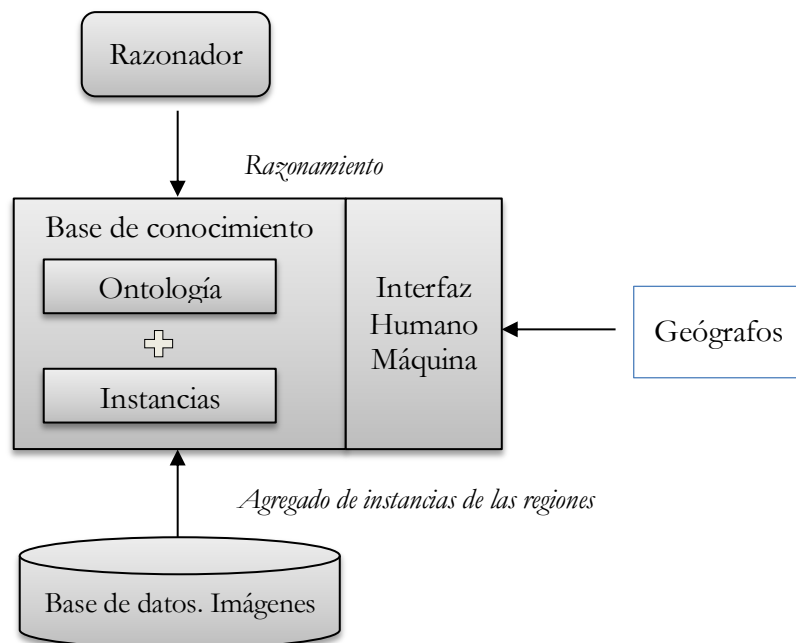 Razonador
Razonamiento
Base de conocimiento
Ontología
Instancias
Interfaz
Humano
Máquina
Geógrafos
Agregado de instancias de las regiones
Base de datos. Imágenes